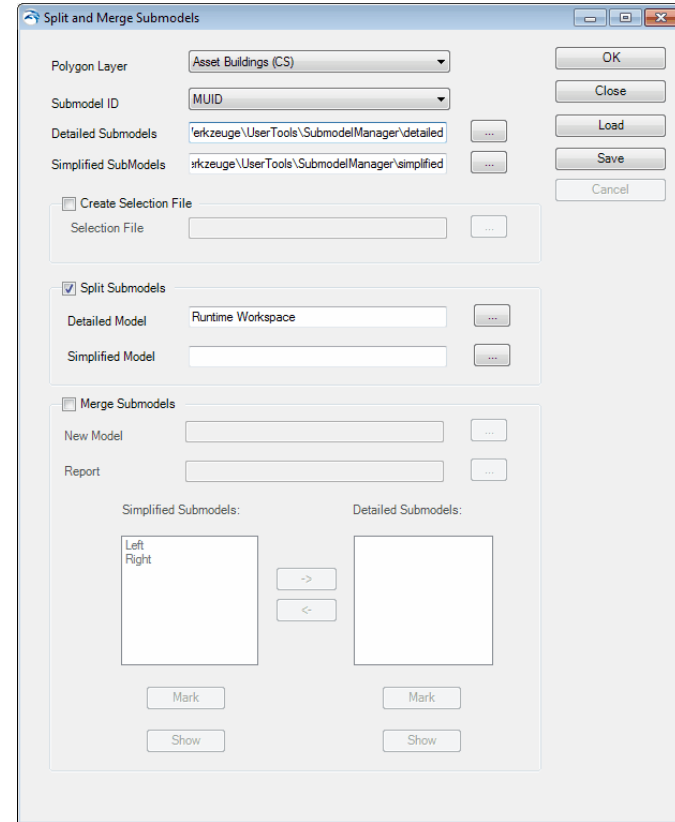 Split and Merge Submodels
Polygon Layer
Asset Buildings (CS)
OK
Submodel ID
MUID
Close
Detailed Submodels
\UserTools\SubmodelManager\detailed
...
Load
Simplified SubModels
\UserTools\SubmodelManager\simplified
...
Save
Cancel
Create Selection File
Selection File
...
Split Submodels
Detailed Model
Runtime Workspace
...
Simplified Model
...
Merge Submodels
New Model
...
Report
...
Simplified Submodels:
Detailed Submodels:
Left
Right
->
<-
Mark
Mark
Show
Show